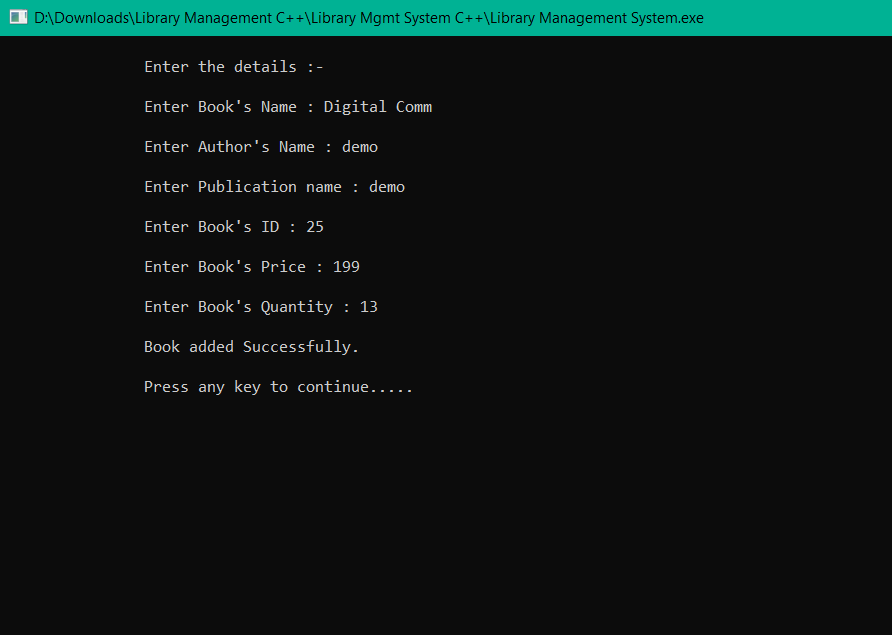 D:\Downloads\Library Management C++\Library Mgmt System C++\Library Management System.exe
Enter the details :-
Enter Book's Name : Digital Comm
Enter Author's Name : demo
Enter Publication name : demo
Enter Book's ID : 25
Enter Book's Price : 199
Enter Book's Quantity : 13
Book added Successfully.
Press any key to continue.....